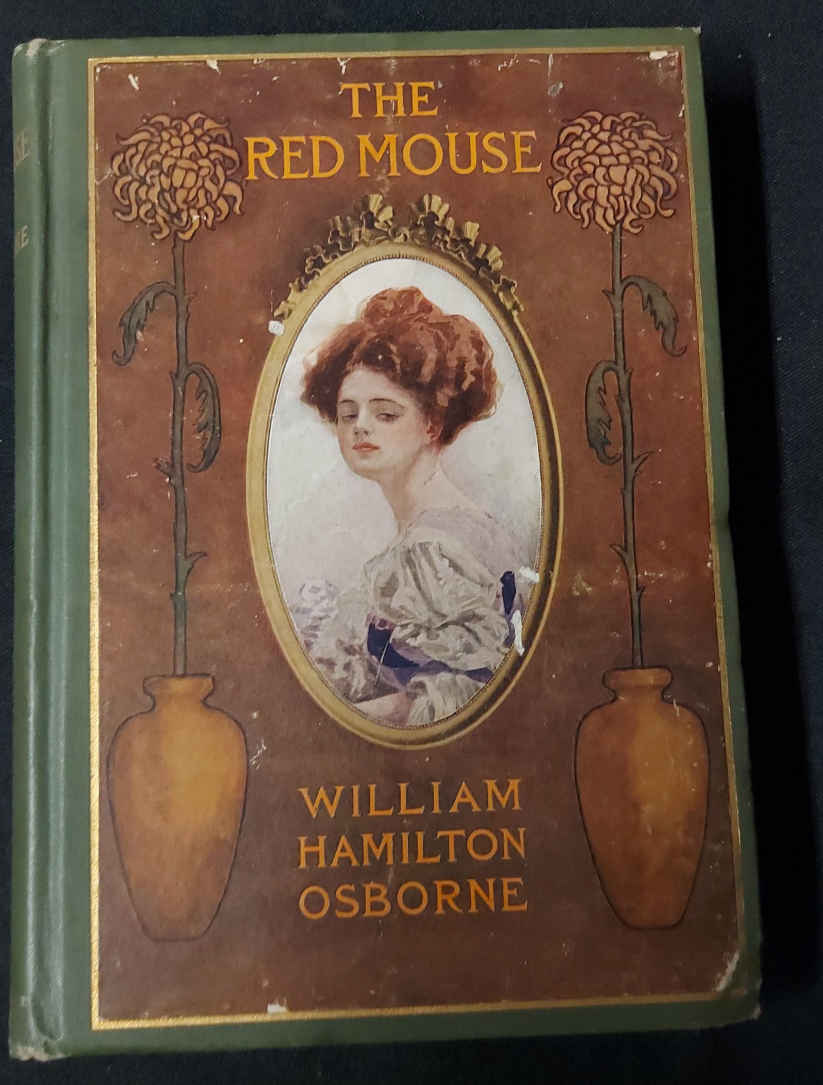 THE
RED MOUSE
WILLIAM
HAMILTON
OSBORNE